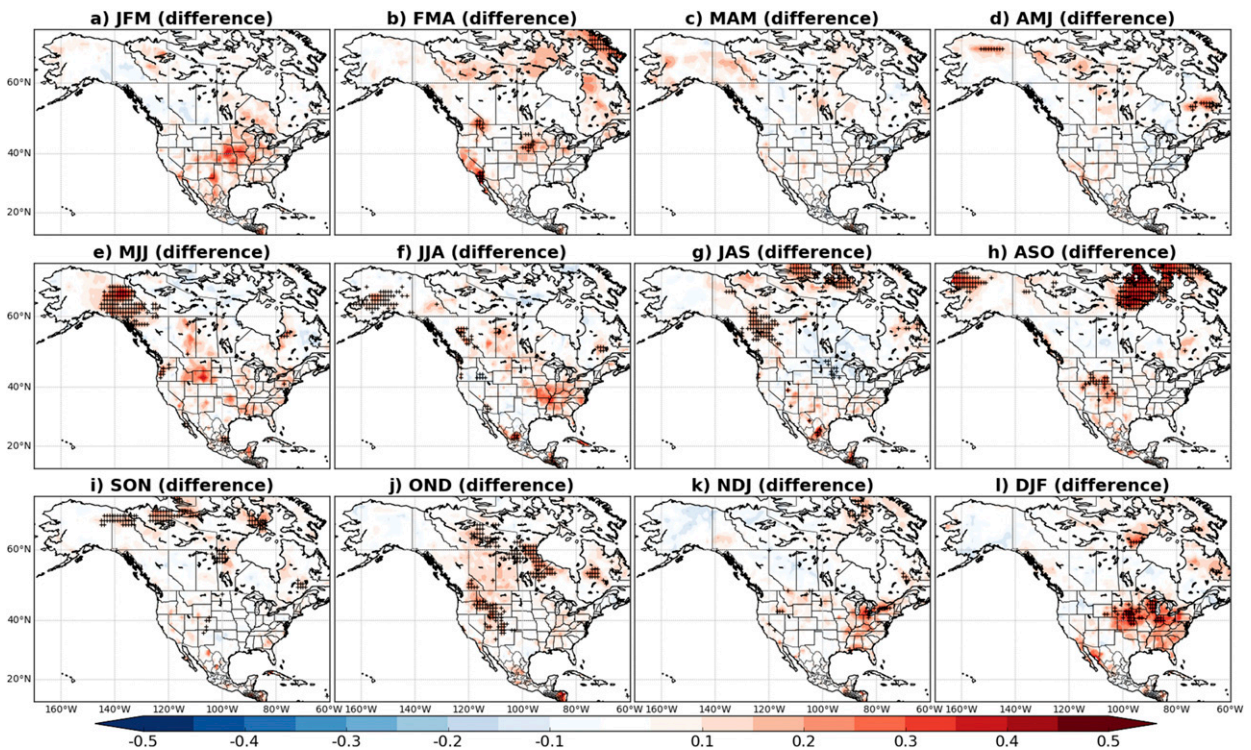 a) JFM (difference) b) FMA (difference) c) MAM (difference) d) AMJ (difference)
60°N
40°N
20°N
e) MJJ (difference) f) JJA (difference) g) JAS (difference) h) ASO (difference)
60°N
40°N
20°N
i) SON (difference) j) OND (difference) k) NDJ (difference) l) DJF (difference)
60°N
40°N
20°N
160°W 140°W 120°W 100°W 80°W 60°W 160°W 140°W 120°W 100°W 80°W 60°W 160°W 140°W 120°W 100°W 80°W 60°W 160°W 140°W 120°W 100°W 80°W 60°W
-0.5 -0.4 -0.3 -0.2 -0.1 0.1 0.2 0.3 0.4 0.5